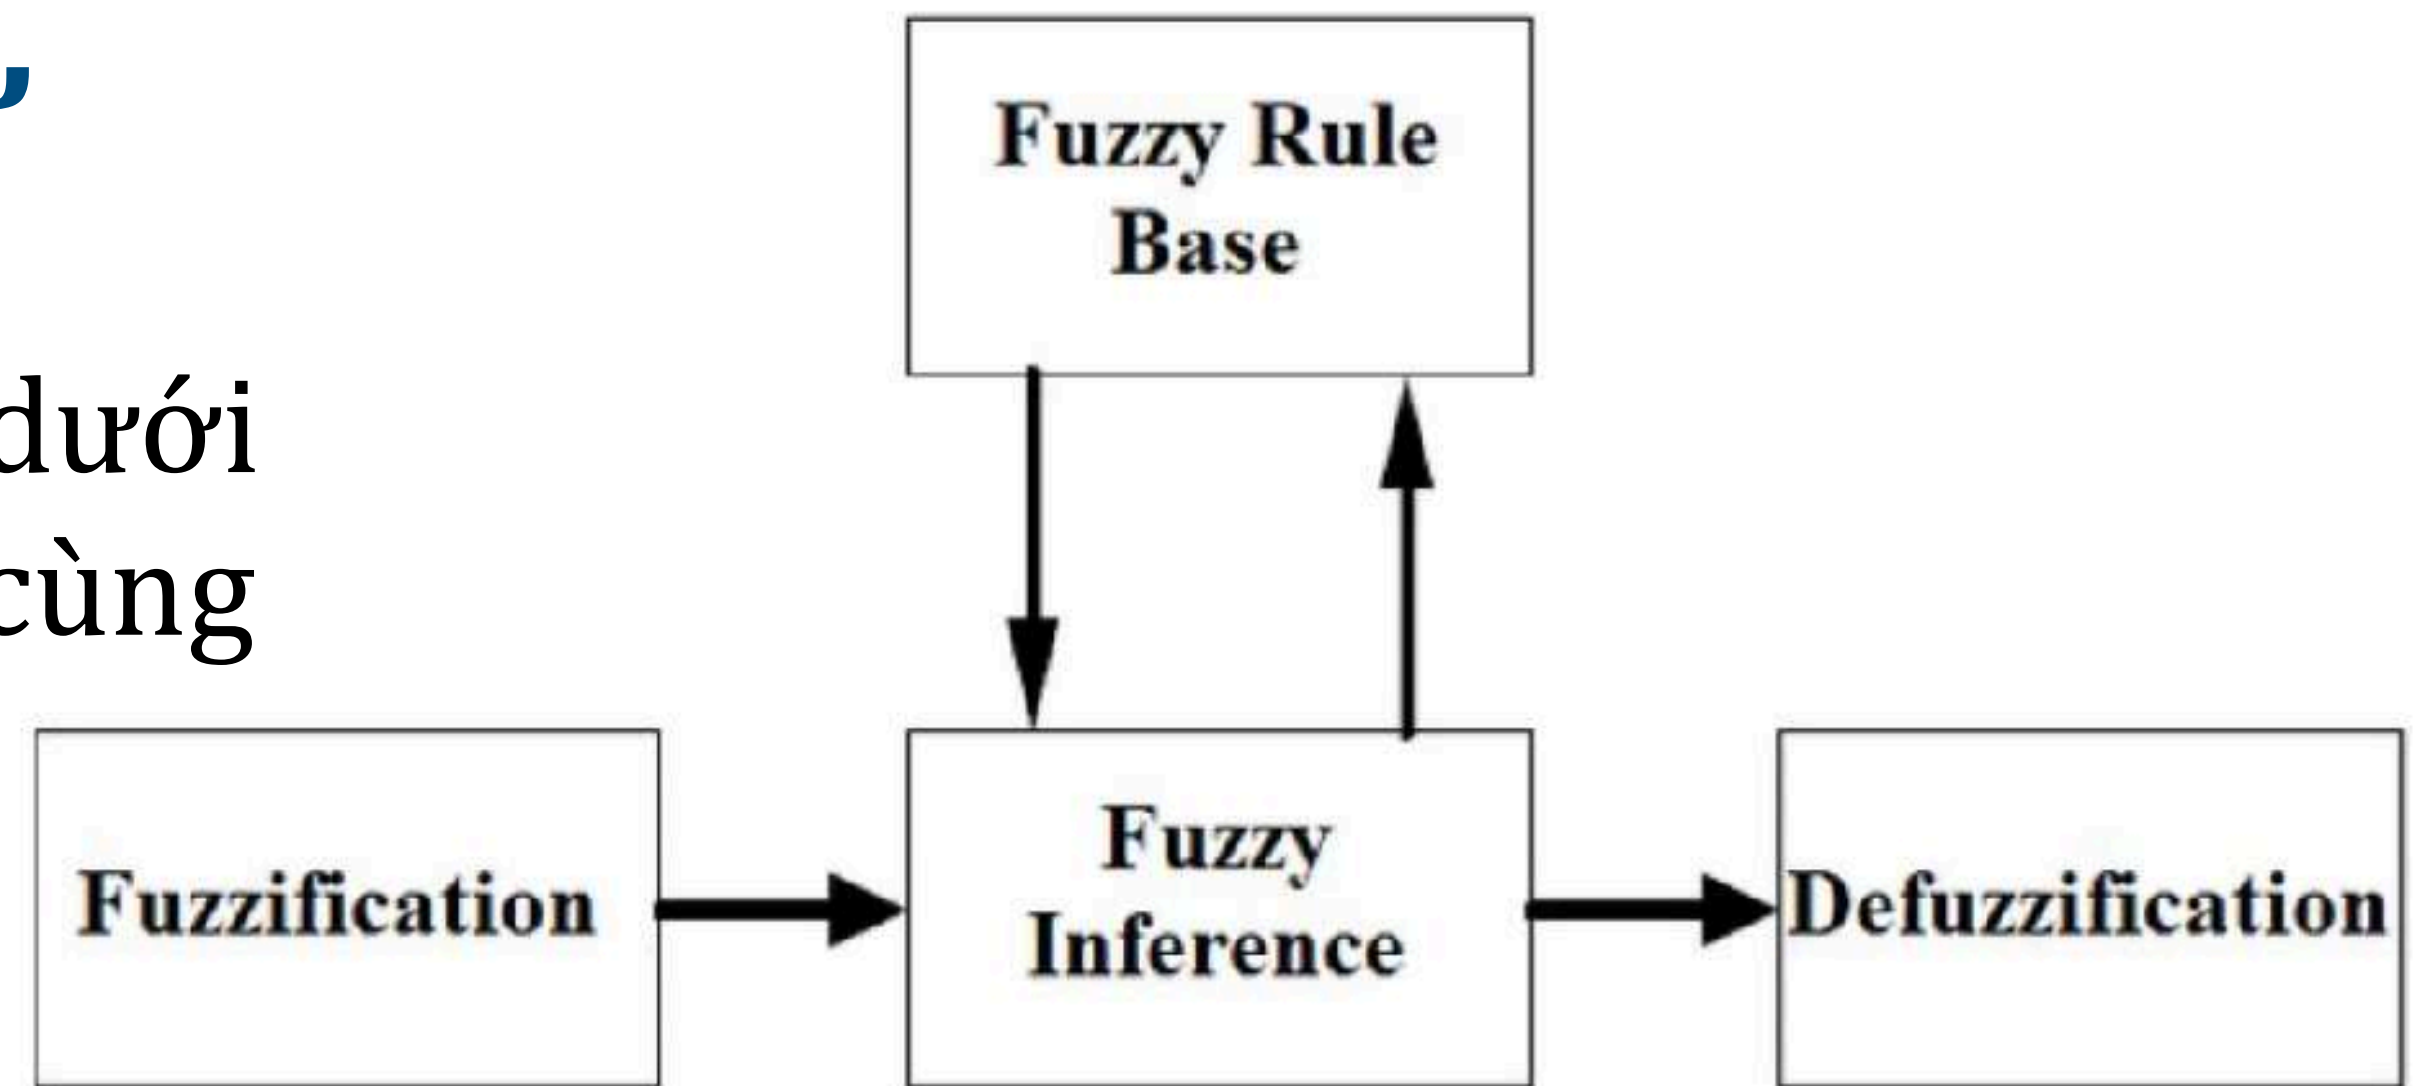 dưới
cùng
Fuzzy Rule
Base
Fuzzification
Fuzzy
Inference
Defuzzification